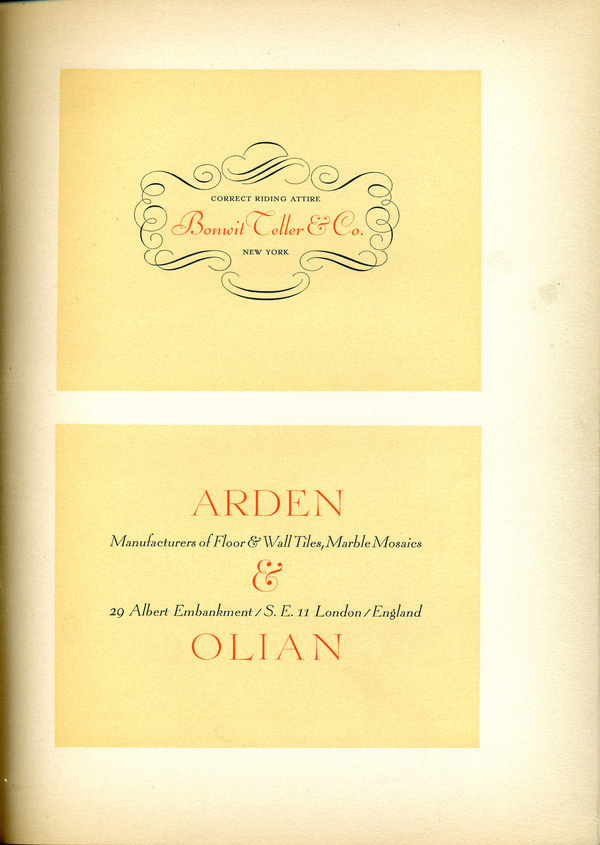 CORRECT RIDING ATTIRE
Bonwit Teller & Co.
NEW YORK
ARDEN
Manufacturers of Floor & Wall Tiles, Marble Mosaics
&
29 Albert Embankment / S. E. 11 London / England
OLIAN